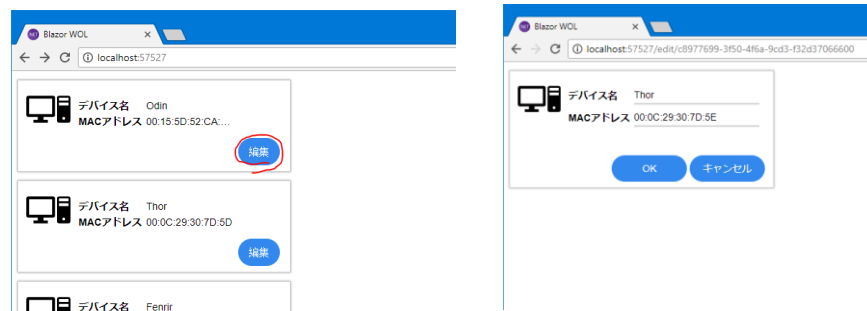 Blazor WOL
localhost:57527
デバイス名 Odin
MACアドレス 00:15:5D:52:CA:...
編集
デバイス名 Thor
MACアドレス 00:0C:29:30:7D:5D
編集
デバイス名 Fenrir
Blazor WOL
localhost:57527/edit/c8977699-3f50-4f6a-9cd3-f32d37066600
デバイス名 Thor
MACアドレス 00:0C:29:30:7D:5E
OK キャンセル